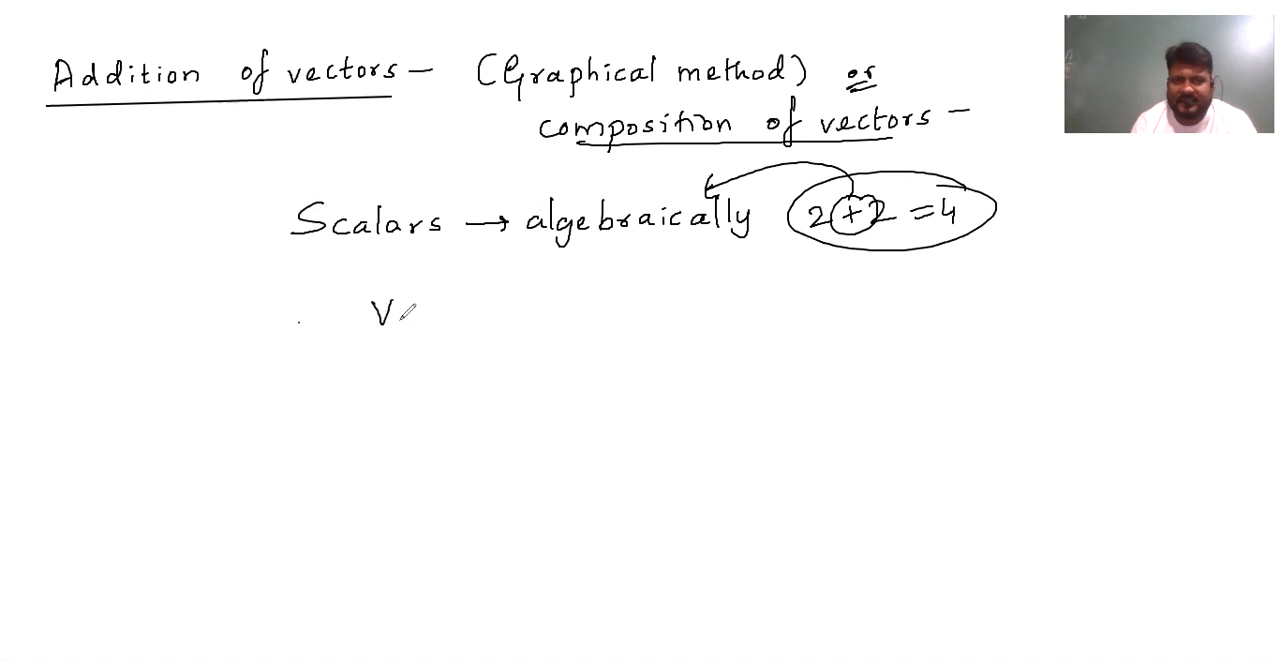 Addition of vectors - (Graphical method) or
composition of vectors -
Scalars → algebraically 2+2 = 4
V